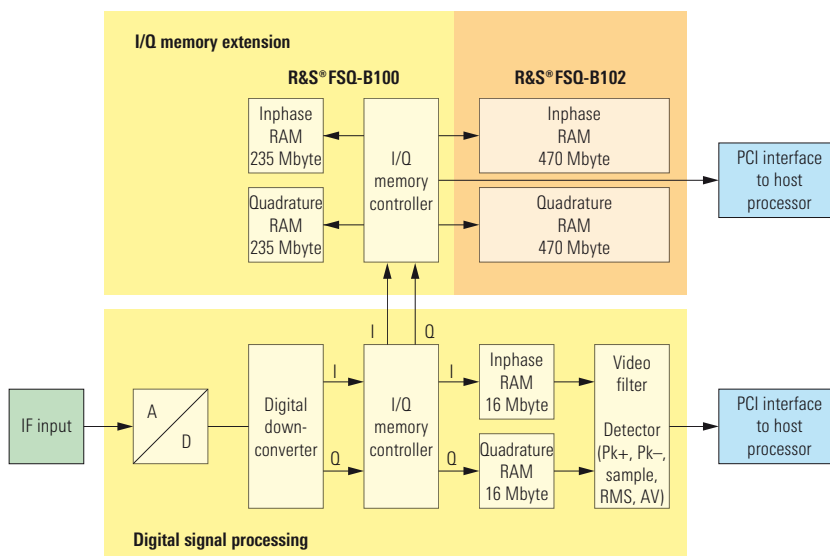 I/Q memory extension
R&S®FSQ-B100
R&S®FSQ-B102
Inphase
RAM
235 Mbyte
I/Q
memory
controller
Inphase
RAM
470 Mbyte
PCI interface
to host
processor
Quadrature
RAM
235 Mbyte
Quadrature
RAM
470 Mbyte
I
Q
IF input
A
D
Digital
down-
converter
I
Q
I/Q
memory
controller
I
Q
Inphase
RAM
16 Mbyte
Quadrature
RAM
16 Mbyte
Video
filter
Detector
(Pk+, Pk–,
sample,
RMS, AV)
PCI interface
to host
processor
Digital signal processing